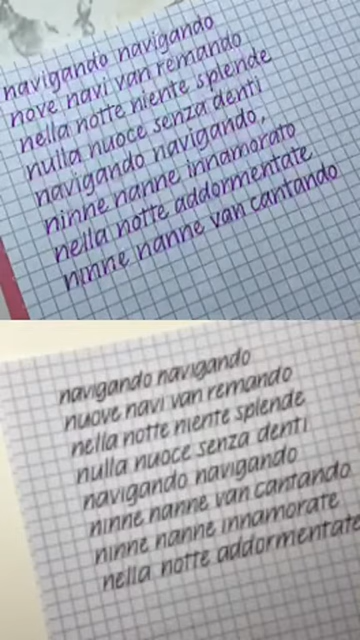 navigando navigando
nove navi van remando
nella notte niente splende
nulla nuoce senza denti
navigando navigando,
ninne nanne innamorato
nella notte addormentate
ninne nanne van cantando
navigando navigando
nuove navi van remando
nella notte niente splende
nulla nuoce senza denti
navigando navigando
ninne nanne van cantando
ninne nanne innamorate
nella notte addormentate